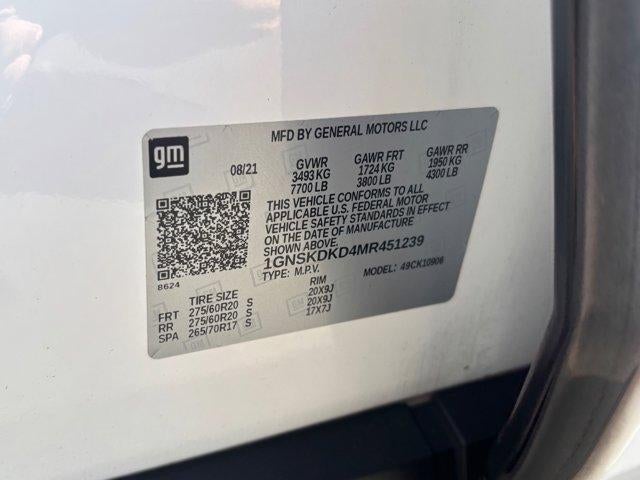 gm
MFD BY GENERAL MOTORS LLC
08/21
GVWR GAWR FRT GAWR RR
3493 KG 1724 KG 1950 KG
7700 LB 3800 LB 4300 LB
THIS VEHICLE CONFORMS TO ALL
APPLICABLE U.S. FEDERAL MOTOR
VEHICLE SAFETY STANDARDS IN EFFECT
ON THE DATE OF MANUFACTURE
SHOWN ABOVE.
1GNSKDKD4MR451239
TYPE: M.P.V. MODEL: 49CK10906
8624
TIRE SIZE RIM
FRT 275/60R20 S 20X9J
RR 275/60R20 S 20X9J
SPA 265/70R17 S 17X7J